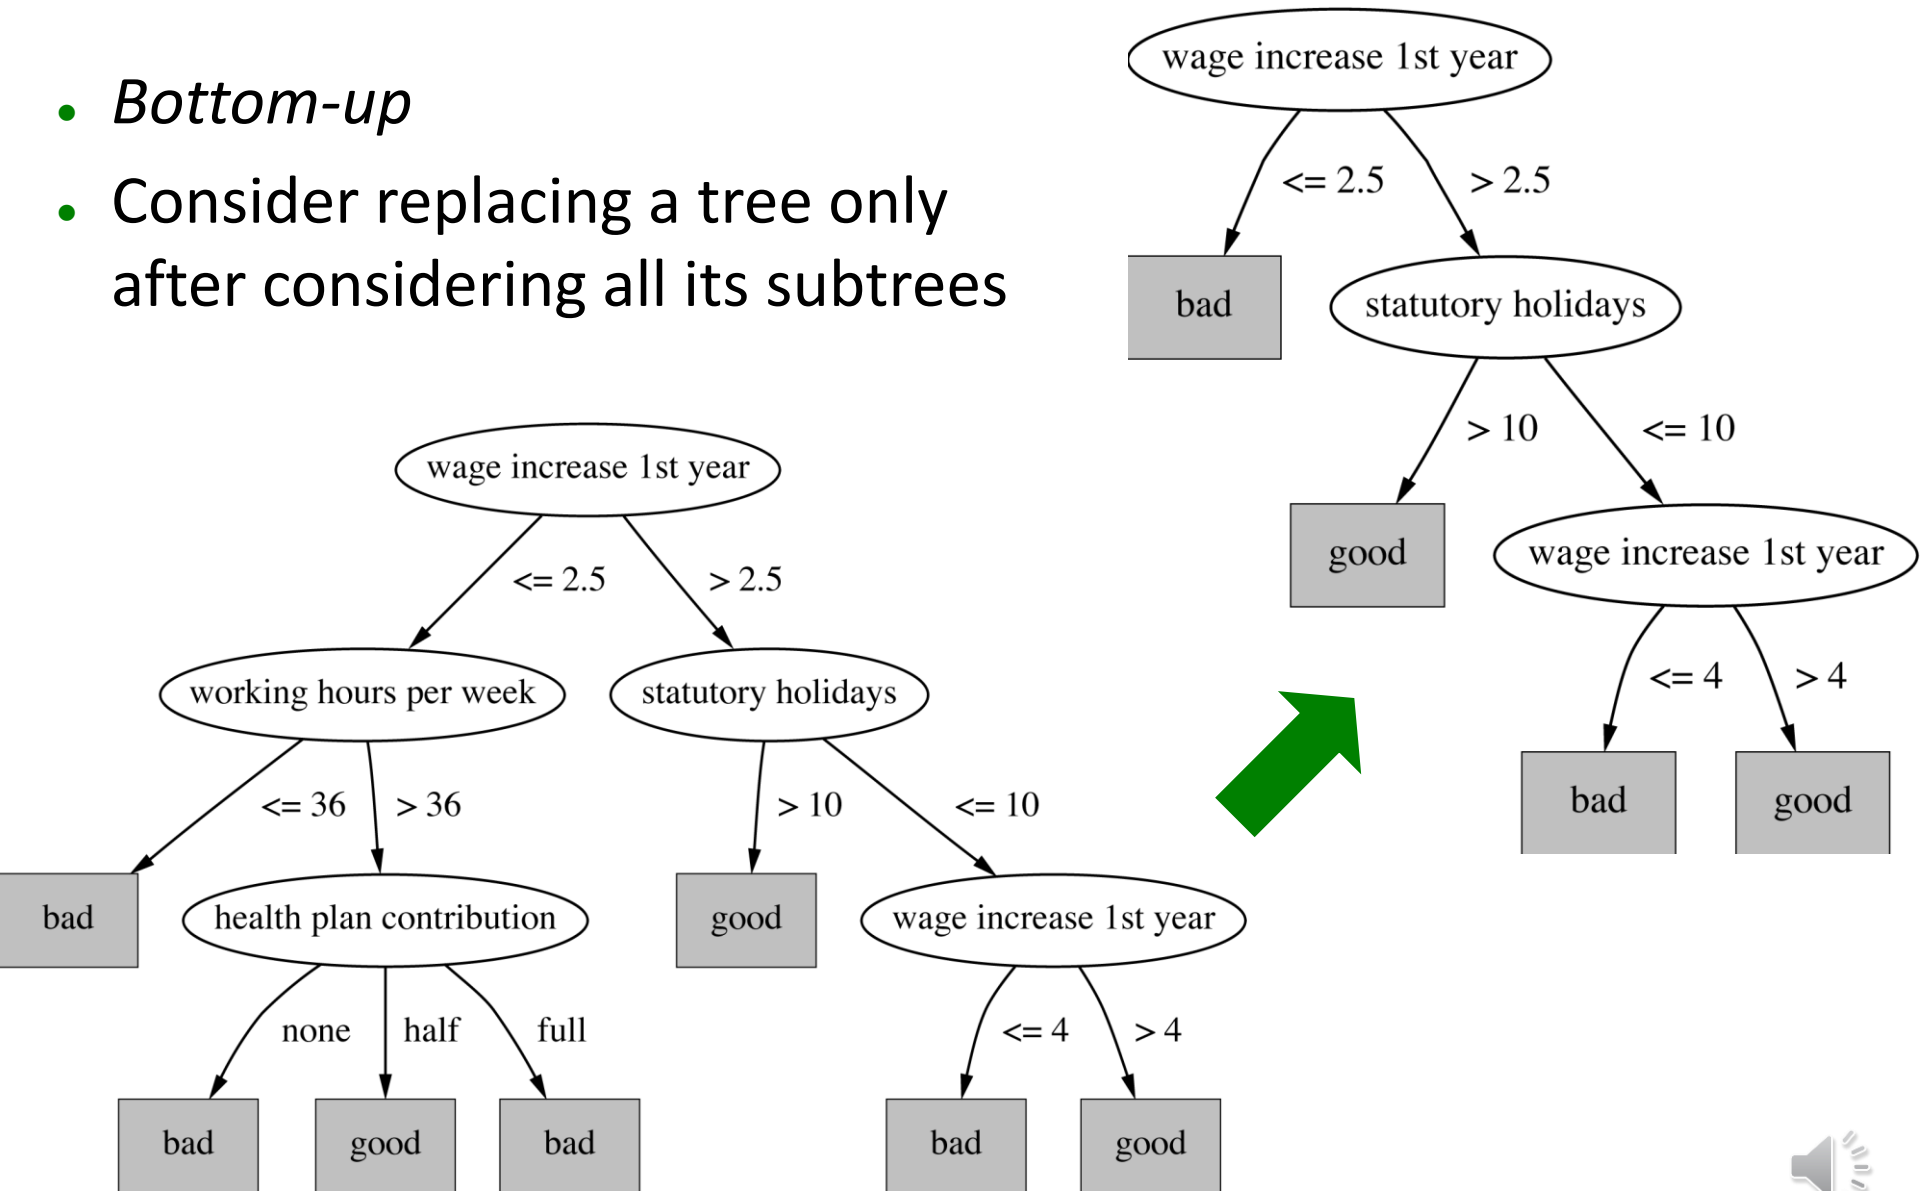 Bottom-up
Consider replacing a tree only
after considering all its subtrees
wage increase 1st year
<= 2.5 > 2.5
bad statutory holidays
> 10 <= 10
good wage increase 1st year
<= 4 > 4
bad good
wage increase 1st year
<= 2.5 > 2.5
working hours per week statutory holidays
<= 36 > 36 > 10 <= 10
bad health plan contribution good wage increase 1st year
none half full <= 4 > 4
bad good bad bad good